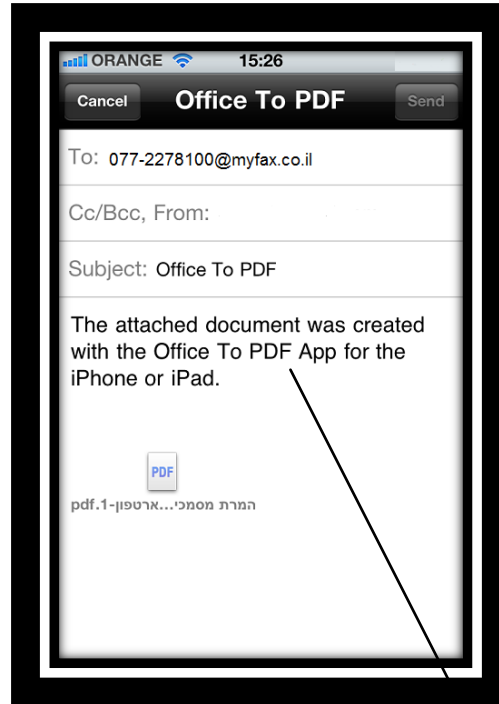 ORANGE 15:26
Cancel Office To PDF Send
To: 077-2278100@myfax.co.il
Cc/Bcc, From:
Subject: Office To PDF
The attached document was created
with the Office To PDF App for the
iPhone or iPad.
PDF
המרת מסמכי...ארטפון-1.pdf